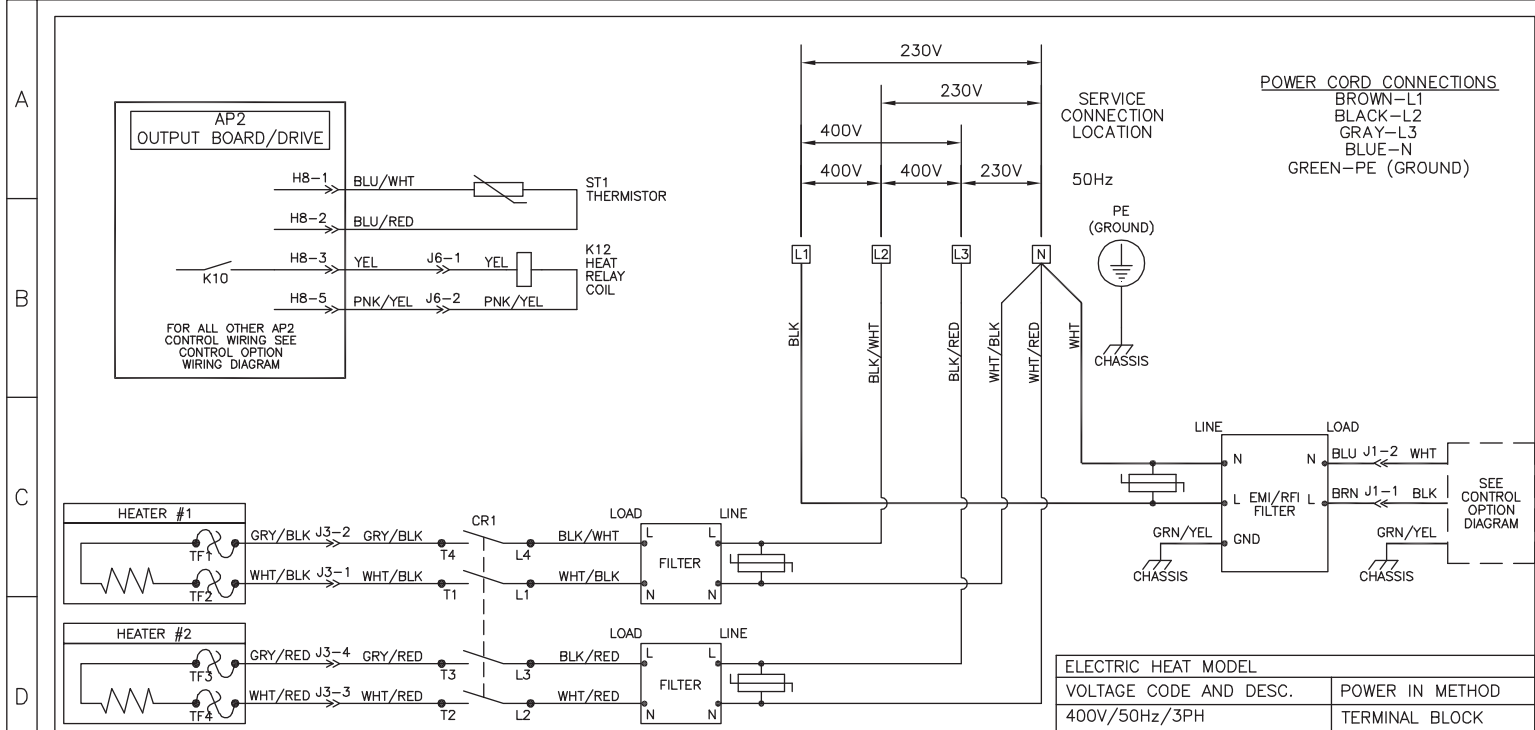 A
B
C
D
AP2
OUTPUT BOARD/DRIVE
H8-1
BLU/WHT
ST1
THERMISTOR
H8-2
BLU/RED
K10
H8-3
YEL
J6-1
YEL
K12
HEAT
RELAY
COIL
H8-5
PNK/YEL
J6-2
PNK/YEL
FOR ALL OTHER AP2
CONTROL WIRING SEE
CONTROL OPTION
WIRING DIAGRAM
230V
230V
400V
400V
400V
230V
SERVICE
CONNECTION
LOCATION
50Hz
POWER CORD CONNECTIONS
BROWN-L1
BLACK-L2
GRAY-L3
BLUE-N
GREEN-PE (GROUND)
L1
L2
L3
N
PE
(GROUND)
CHASSIS
BLK
BLK/WHT
BLK/RED
WHT/BLK
WHT/RED
WHT
LINE
LOAD
N
N
L
L
EMI/RFI
FILTER
GND
GRN/YEL
CHASSIS
BLU
J1-2
WHT
BRN
J1-1
BLK
GRN/YEL
CHASSIS
SEE
CONTROL
OPTION
DIAGRAM
HEATER #1
TF1
TF2
GRY/BLK
J3-2
GRY/BLK
WHT/BLK
J3-1
WHT/BLK
CR1
T4
L4
T1
L1
BLK/WHT
WHT/BLK
LOAD
LINE
L
L
FILTER
N
N
HEATER #2
TF3
TF4
GRY/RED
J3-4
GRY/RED
WHT/RED
J3-3
WHT/RED
T3
L3
T2
L2
BLK/RED
WHT/RED
LOAD
LINE
L
L
FILTER
N
N
ELECTRIC HEAT MODEL
VOLTAGE CODE AND DESC.
POWER IN METHOD
400V/50Hz/3PH
TERMINAL BLOCK